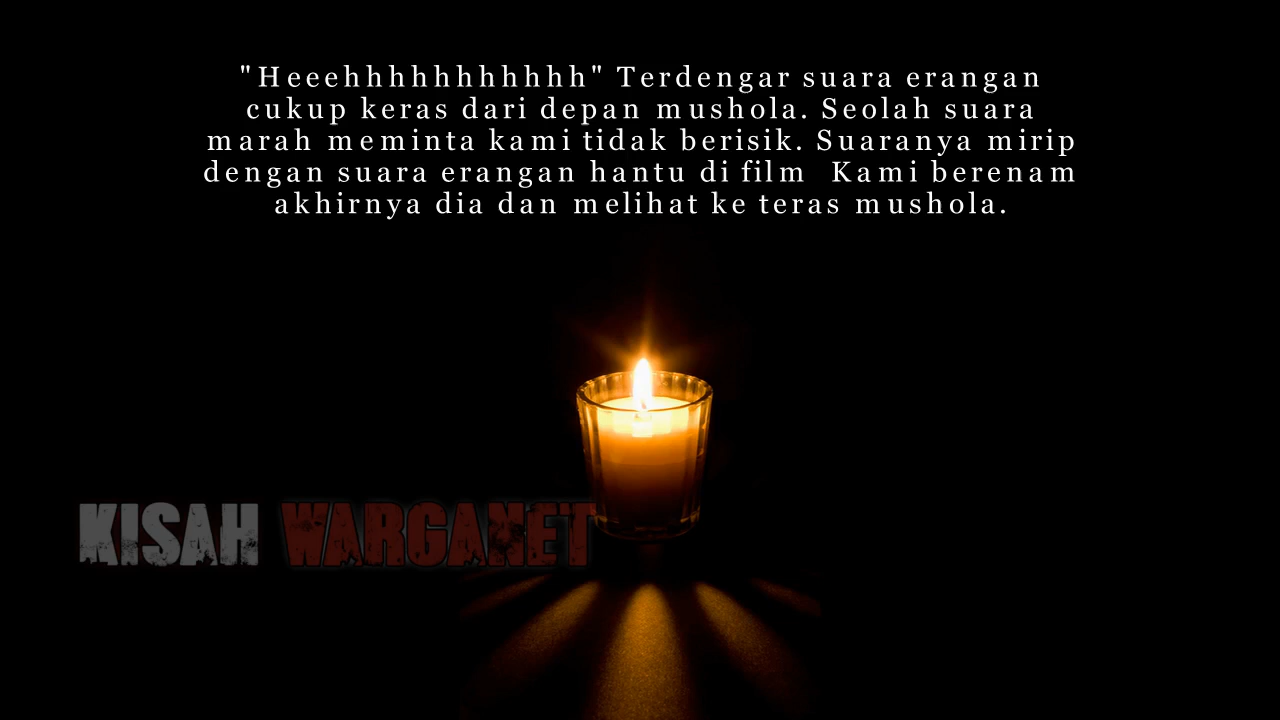 "Heeehhhhhhhhhhhh" Terdengar suara erangan
cukup keras dari depan mushola. Seolah suara
marah meminta kami tidak berisik. Suaranya mirip
dengan suara erangan hantu di film  Kami berenam
akhirnya dia dan melihat ke teras mushola.
KISAH WARGANET